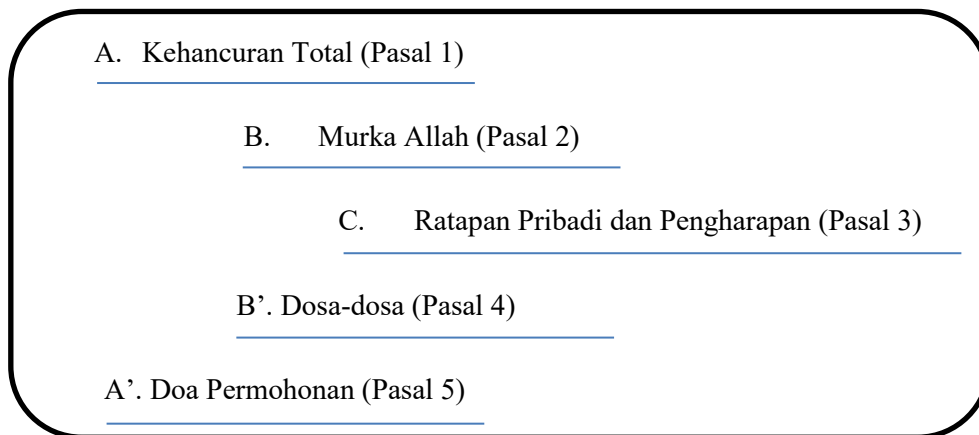 A. Kehancuran Total (Pasal 1)
B. Murka Allah (Pasal 2)
C. Ratapan Pribadi dan Pengharapan (Pasal 3)
B’. Dosa-dosa (Pasal 4)
A’. Doa Permohonan (Pasal 5)